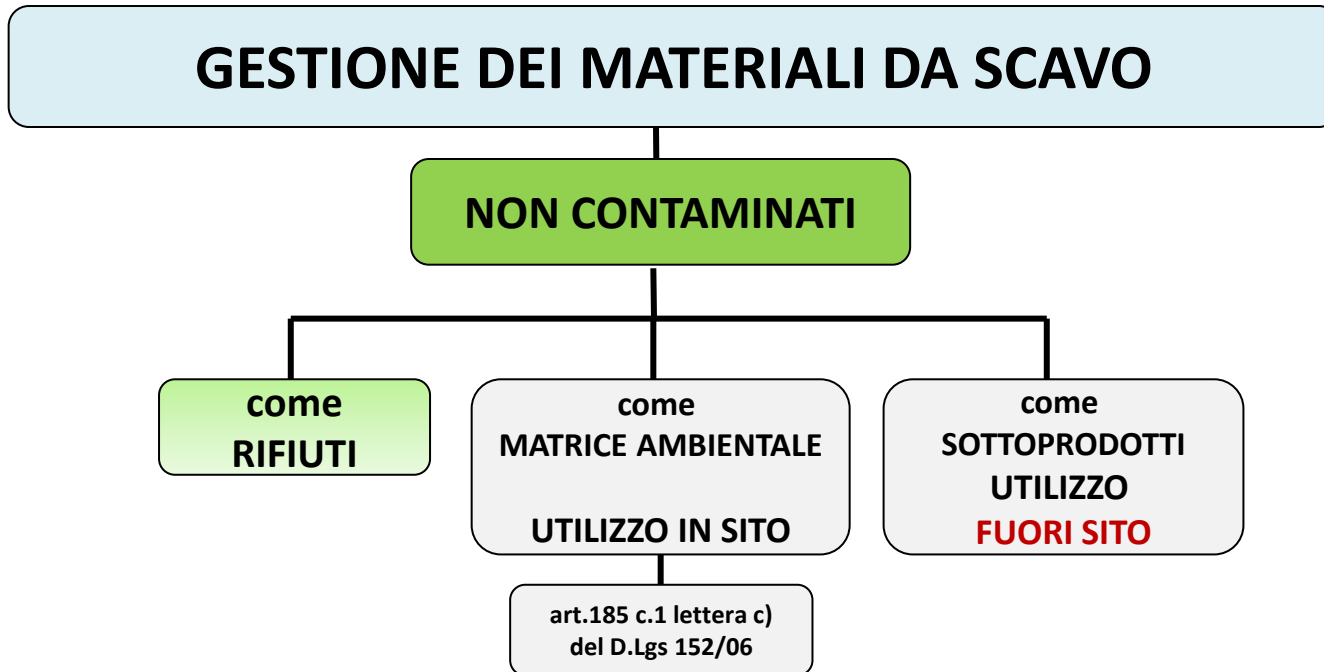 GESTIONE DEI MATERIALI DA SCAVO
NON CONTAMINATI
come
RIFIUTI
come
MATRICE AMBIENTALE
UTILIZZO IN SITO
come
SOTTOPRODOTTI
UTILIZZO
FUORI SITO
art.185 c.1 lettera c)
del D.Lgs 152/06